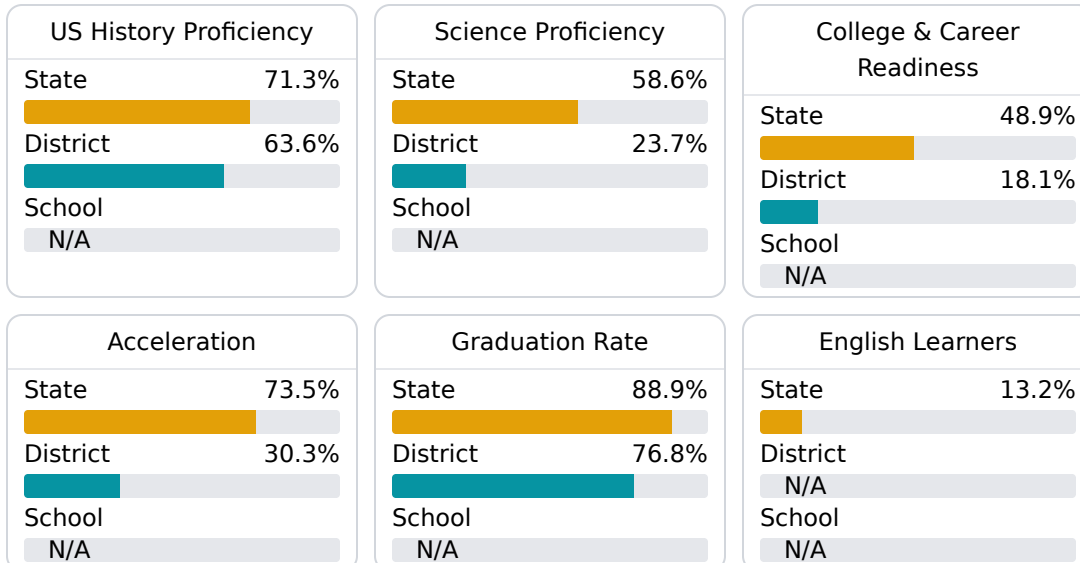 US History Proficiency
State 71.3%
District 63.6%
School
N/A
Science Proficiency
State 58.6%
District 23.7%
School
N/A
College & Career
Readiness
State 48.9%
District 18.1%
School
N/A
Acceleration
State 73.5%
District 30.3%
School
N/A
Graduation Rate
State 88.9%
District 76.8%
School
N/A
English Learners
State 13.2%
District
N/A
School
N/A